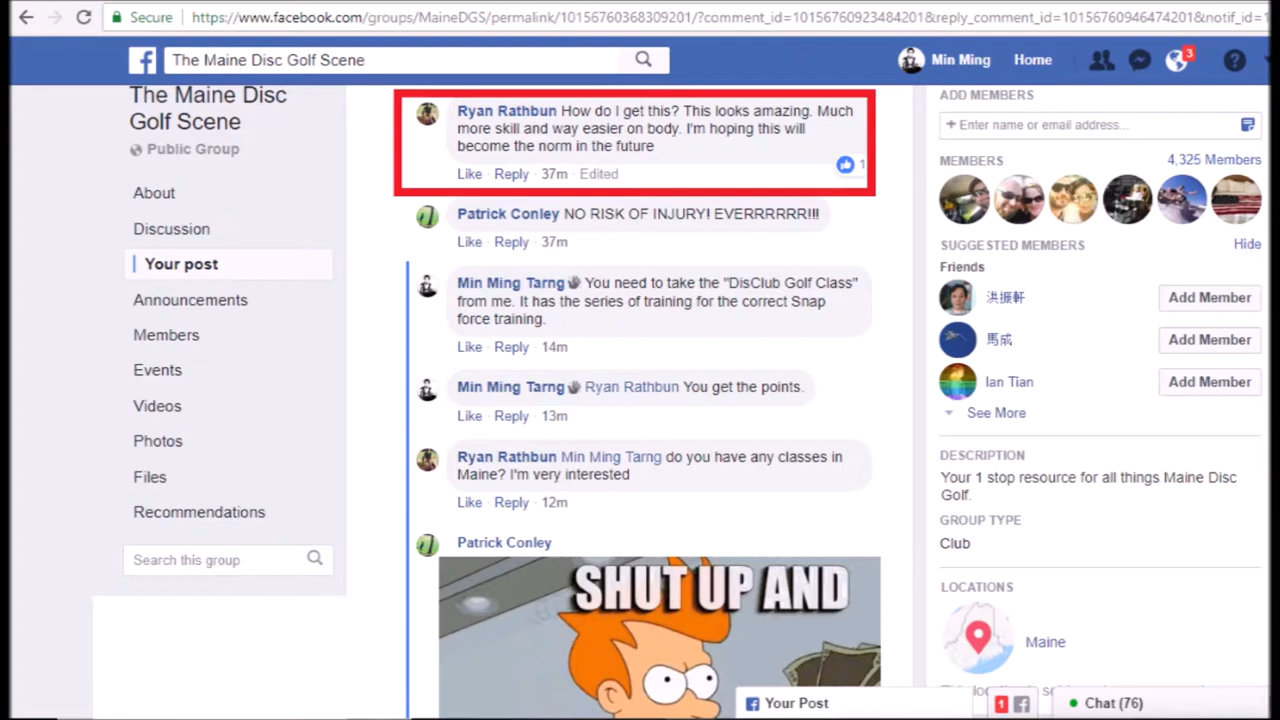 Secure https://www.facebook.com/groups/MaineDGS/permalink/10156760368309201/?comment_id=10156760923484201&reply_comment_id=10156760946474201&notif_id=1
The Maine Disc Golf Scene
Min Ming
Home
3
The Maine Disc
Golf Scene
Public Group
About
Discussion
Your post
Announcements
Members
Events
Videos
Photos
Files
Recommendations
Search this group
Ryan Rathbun How do I get this? This looks amazing. Much
more skill and way easier on body. I'm hoping this will
become the norm in the future
1
Like · Reply · 37m · Edited
Patrick Conley NO RISK OF INJURY! EVERRRRRR!!!
Like · Reply · 37m
Min Ming Tarng You need to take the "DisClub Golf Class"
from me. It has the series of training for the correct Snap
force training.
Like · Reply · 14m
Min Ming Tarng Ryan Rathbun You get the points.
Like · Reply · 13m
Ryan Rathbun Min Ming Tarng do you have any classes in
Maine? I'm very interested
Like · Reply · 12m
Patrick Conley
SHUT UP AND
ADD MEMBERS
+ Enter name or email address...
MEMBERS
4,325 Members
SUGGESTED MEMBERS
Hide
Friends
洪振軒
Add Member
馬成
Add Member
Ian Tian
Add Member
See More
DESCRIPTION
Your 1 stop resource for all things Maine Disc
Golf.
GROUP TYPE
Club
LOCATIONS
Maine
Your Post
1
Chat (76)